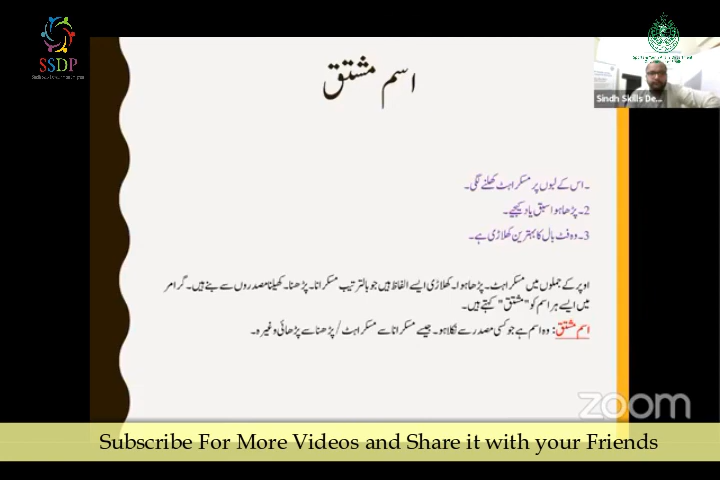 SSDP
Sindh Skills De...
اسم مشتق
۔ اس کے لبوں پر مسکراہٹ کھلنے لگی۔
2۔ پڑھا ہوا سبق یاد کیجیے۔
3۔ وہ فٹ بال کا بہترین کھلاڑی ہے۔
اوپر کے جملوں میں مسکراہٹ۔ پڑھا ہوا۔ کھلاڑی ایسے الفاظ ہیں جو بالترتیب مسکرانا۔ پڑھنا۔ کھیلنا مصدروں سے بنے ہیں۔ گرامر
میں ایسے ہر اسم کو "مشتق" کہتے ہیں۔
اسم مشتق: وہ اسم ہے جو کسی مصدر سے نکلا ہو۔ جیسے مسکرانا سے مسکراہٹ / پڑھنا سے پڑھائی وغیرہ۔
zoom
Subscribe For More Videos and Share it with your Friends